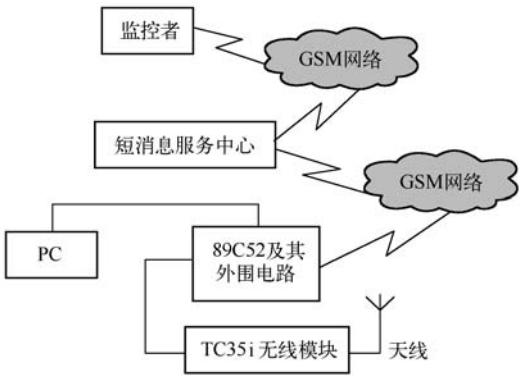 监控者
GSM网络
短消息服务中心
GSM网络
PC
89C52及其
外围电路
TC35i无线模块
天线